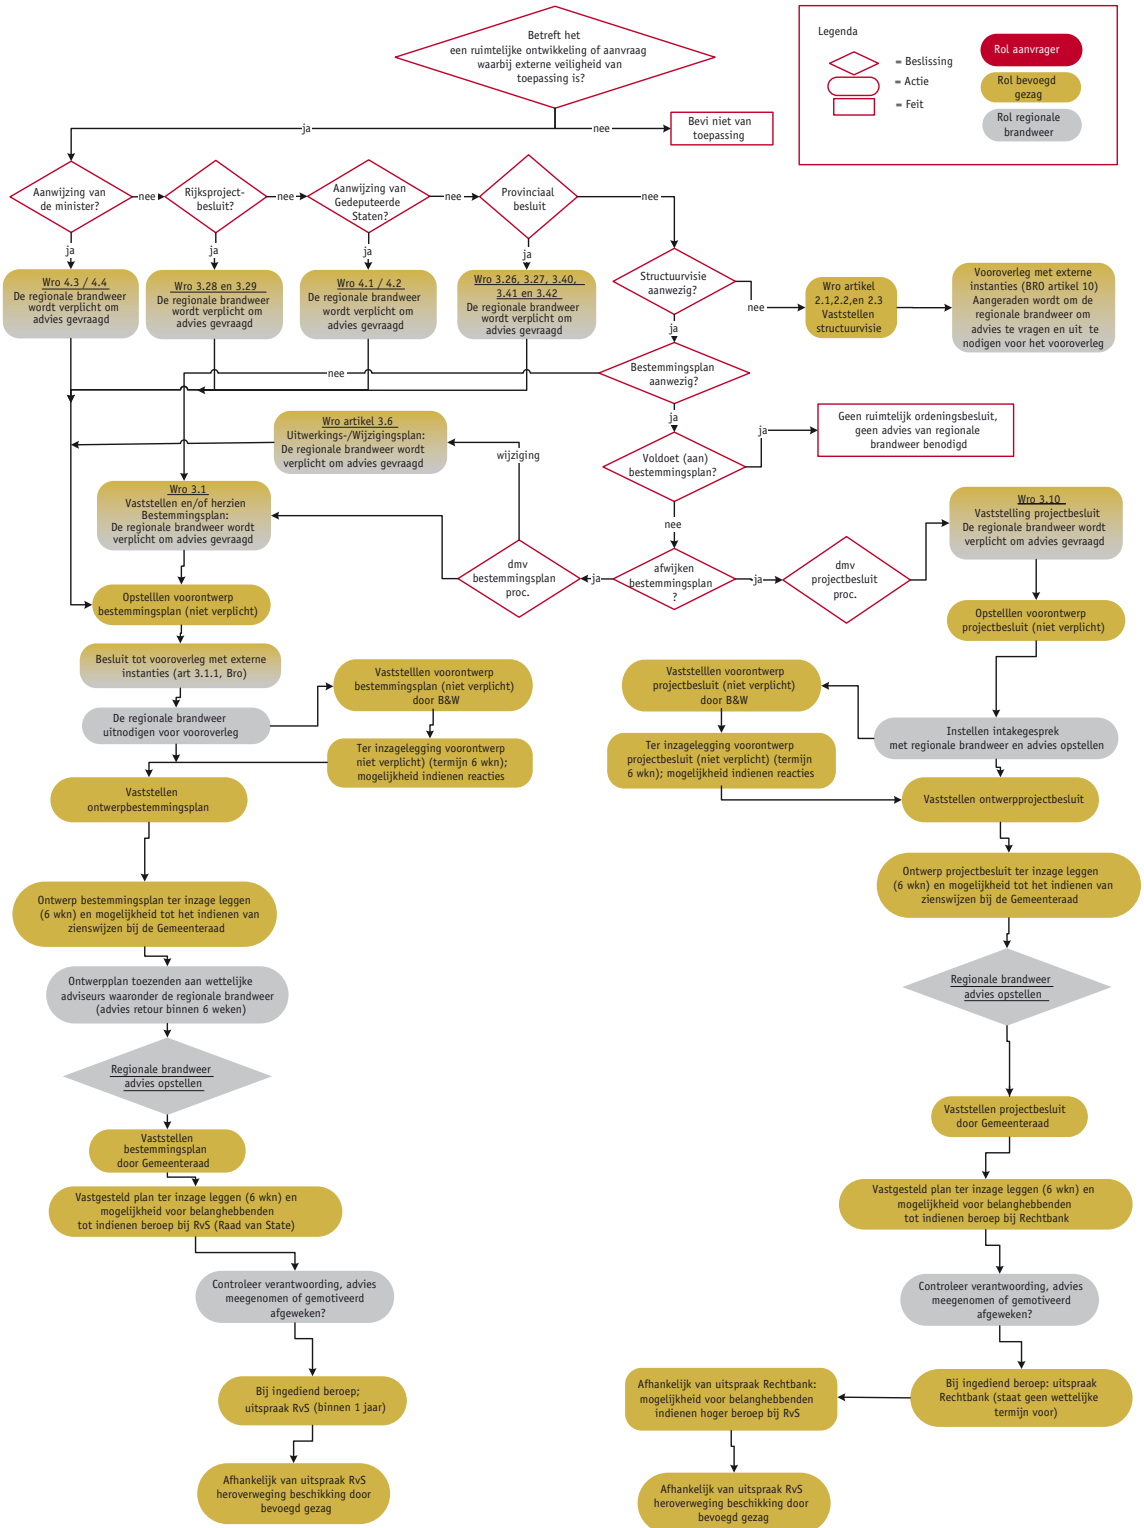 Betreft het
een ruimtelijke ontwikkeling of aanvraag
waarbij externe veiligheid van
toepassing is?
Legenda
= Beslissing
= Actie
= Feit
Rol aanvrager
Rol bevoegd
gezag
Rol regionale
brandweer
ja
nee
Bevi niet van
toepassing
Aanwijzing van
de minister?
nee
Rijksproject-
besluit?
nee
Aanwijzing van
Gedeputeerde
Staten?
nee
Provinciaal
besluit
nee
ja
ja
ja
ja
Wro 4.3 / 4.4
De regionale brandweer
wordt verplicht om
advies gevraagd
Wro 3.28 en 3.29
De regionale brandweer
wordt verplicht om
advies gevraagd
Wro 4.1 / 4.2
De regionale brandweer
wordt verplicht om
advies gevraagd
Wro 3.26, 3.27, 3.40,
3.41 en 3.42
De regionale brandweer
wordt verplicht om
advies gevraagd
Structuurvisie
aanwezig?
nee
Wro artikel
2.1,2.2,en 2.3
Vaststellen
structuurvisie
Vooroverleg met externe
instanties (BRO artikel 10)
Aangeraden wordt om de
regionale brandweer om
advies te vragen en uit te
nodigen voor het vooroverleg
ja
nee
Bestemmingsplan
aanwezig?
ja
Wro artikel 3.6
Uitwerkings-/Wijzigingsplan:
De regionale brandweer wordt
verplicht om advies gevraagd
wijziging
Voldoet (aan)
bestemmingsplan?
ja
Geen ruimtelijk ordeningsbesluit,
geen advies van regionale
brandweer benodigd
nee
Wro 3.1
Vaststellen en/of herzien
Bestemmingsplan:
De regionale brandweer wordt
verplicht om advies gevraagd
Wro 3.10
Vaststelling projectbesluit
De regionale brandweer wordt
verplicht om advies gevraagd
dmv
bestemmingsplan
proc.
ja
afwijken
bestemmingsplan
?
ja
dmv
projectbesluit
proc.
Opstelllen voorontwerp
bestemmingsplan (niet verplicht)
Opstelllen voorontwerp
projectbesluit (niet verplicht)
Besluit tot vooroverleg met externe
instanties (art 3.1.1, Bro)
Vaststelllen voorontwerp
bestemmingsplan (niet verplicht)
door B&W
Vaststelllen voorontwerp
projectbesluit (niet verplicht)
door B&W
De regionale brandweer
uitnodigen voor vooroverleg
Instellen intakegesprek
met regionale brandweer en advies opstellen
Ter inzagelegging voorontwerp
niet verplicht) (termijn 6 wkn);
mogelijkheid indienen reacties
Ter inzagelegging voorontwerp
projectbesluit (niet verplicht) (termijn
6 wkn); mogelijkheid indienen reacties
Vaststellen
ontwerpbestemmingsplan
Vaststellen ontwerpprojectbesluit
Ontwerp bestemmingsplan ter inzage leggen
(6 wkn) en mogelijkheid tot het indienen van
zienswijzen bij de Gemeenteraad
Ontwerp projectbesluit ter inzage leggen
(6 wkn) en mogelijkheid tot het indienen van
zienswijzen bij de Gemeenteraad
Ontwerpplan toezenden aan wettelijke
adviseurs waaronder de regionale brandweer
(advies retour binnen 6 weken)
Regionale brandweer
advies opstellen
Regionale brandweer
advies opstellen
Vaststellen
bestemmingsplan
door Gemeenteraad
Vaststellen projectbesluit
door Gemeenteraad
Vastgesteld plan ter inzage leggen (6 wkn) en
mogelijkheid voor belanghebbenden
tot indienen beroep bij RvS (Raad van State)
Vastgesteld plan ter inzage leggen (6 wkn) en
mogelijkheid voor belanghebbenden
tot indienen beroep bij Rechtbank
Controleer verantwoording, advies
meegenomen of gemotiveerd
afgeweken?
Controleer verantwoording, advies
meegenomen of gemotiveerd
afgeweken?
Bij ingediend beroep;
uitspraak RvS (binnen 1 jaar)
Afhankelijk van uitspraak Rechtbank:
mogelijkheid voor belanghebbenden
indienen hoger beroep bij RvS
Bij ingediend beroep: uitspraak
Rechtbank (staat geen wettelijke
termijn voor)
Afhankelijk van uitspraak RvS
heroverweging beschikking door
bevoegd gezag
Afhankelijk van uitspraak RvS
heroverweging beschikking door
bevoegd gezag